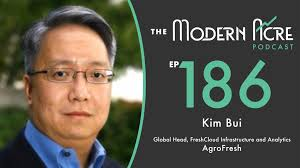 THE MODERN ACRE
PODCAST
EP 186
Kim Bui
Global Head, FreshCloud Infrastructure and Analytics
AgroFresh